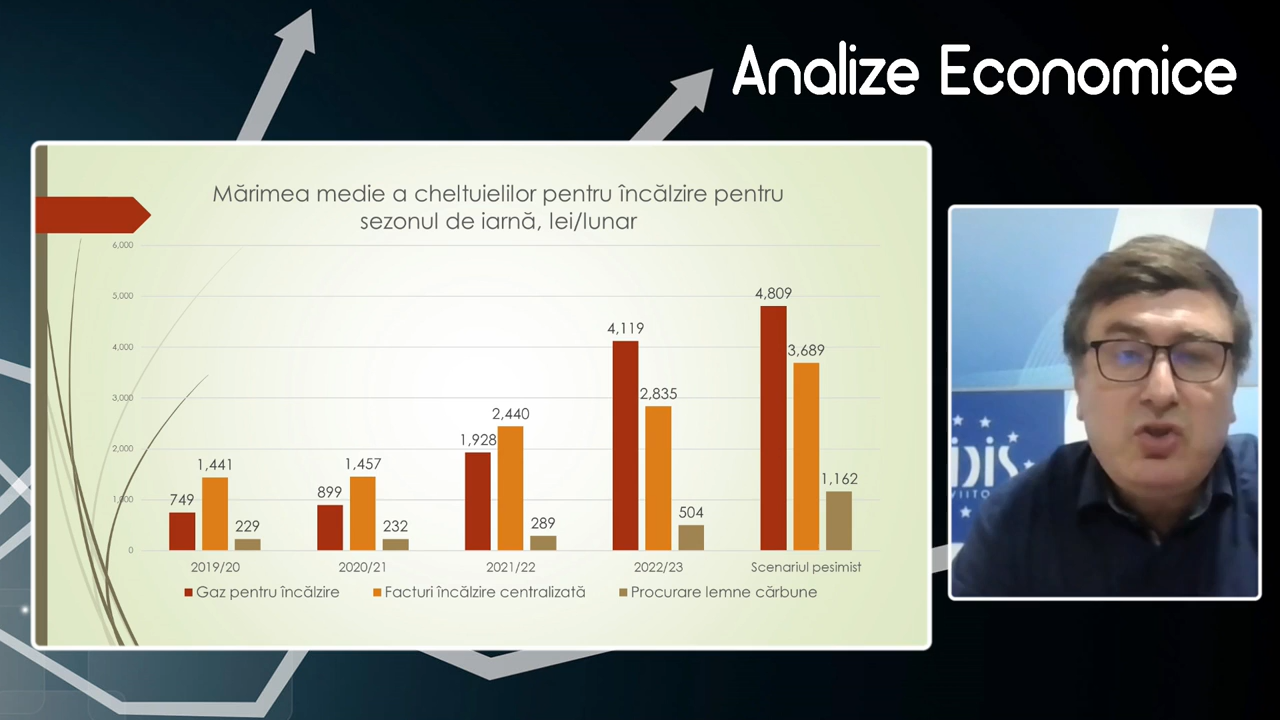 Analize Economice
Mărimea medie a cheltuielilor pentru încălzire pentru
sezonul de iarnă, lei/lunar
6,000
5,000
4,000
3,000
2,000
1,000
0
749
1,441
229
899
1,457
232
1,928
2,440
289
4,119
2,835
504
4,809
3,689
1,162
2019/20
2020/21
2021/22
2022/23
Scenariul pesimist
Gaz pentru încălzire
Facturi încălzire centralizată
Procurare lemne cărbune
IDIS
VIITO